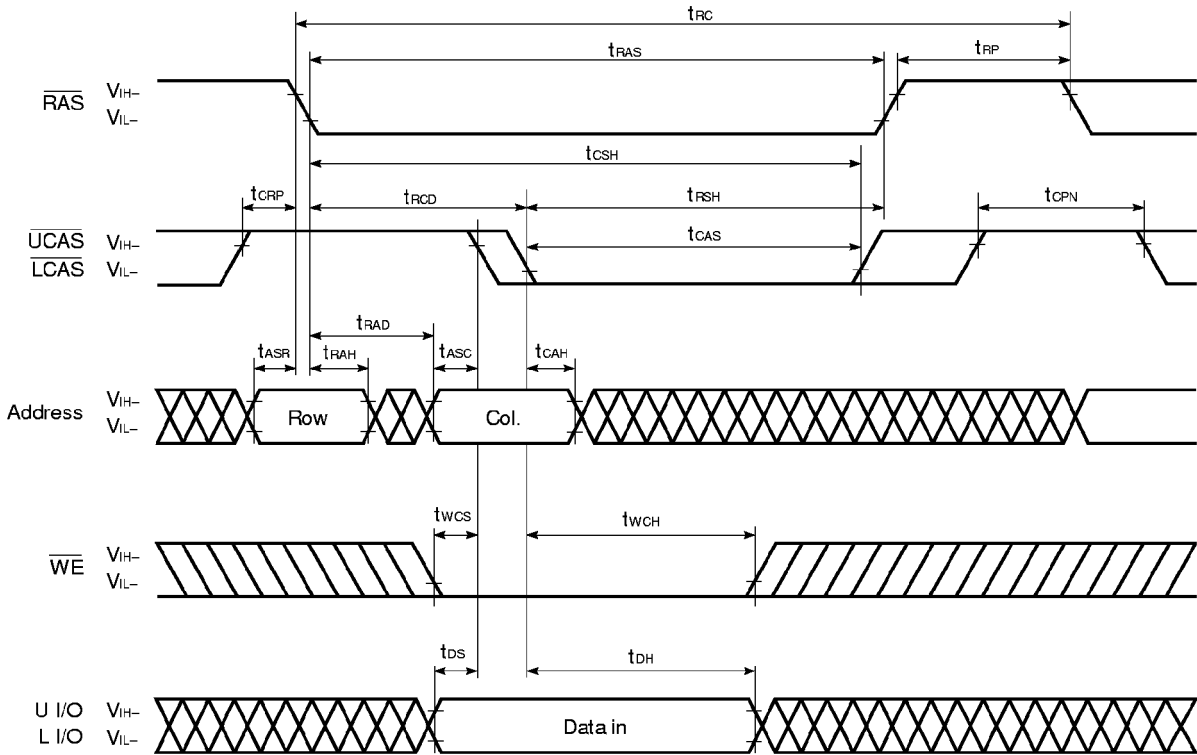 tRC
tRAS
tRP
RAS
VIH–
VIL–
tCSH
tCRP
tRCD
tRSH
tCPN
UCAS
VIH–
tCAS
LCAS
VIL–
tRAD
tASR
tRAH
tASC
tCAH
Address
VIH–
VIL–
Row
Col.
tWCS
tWCH
WE
VIH–
VIL–
tDS
tDH
U I/O
VIH–
L I/O
VIL–
Data in